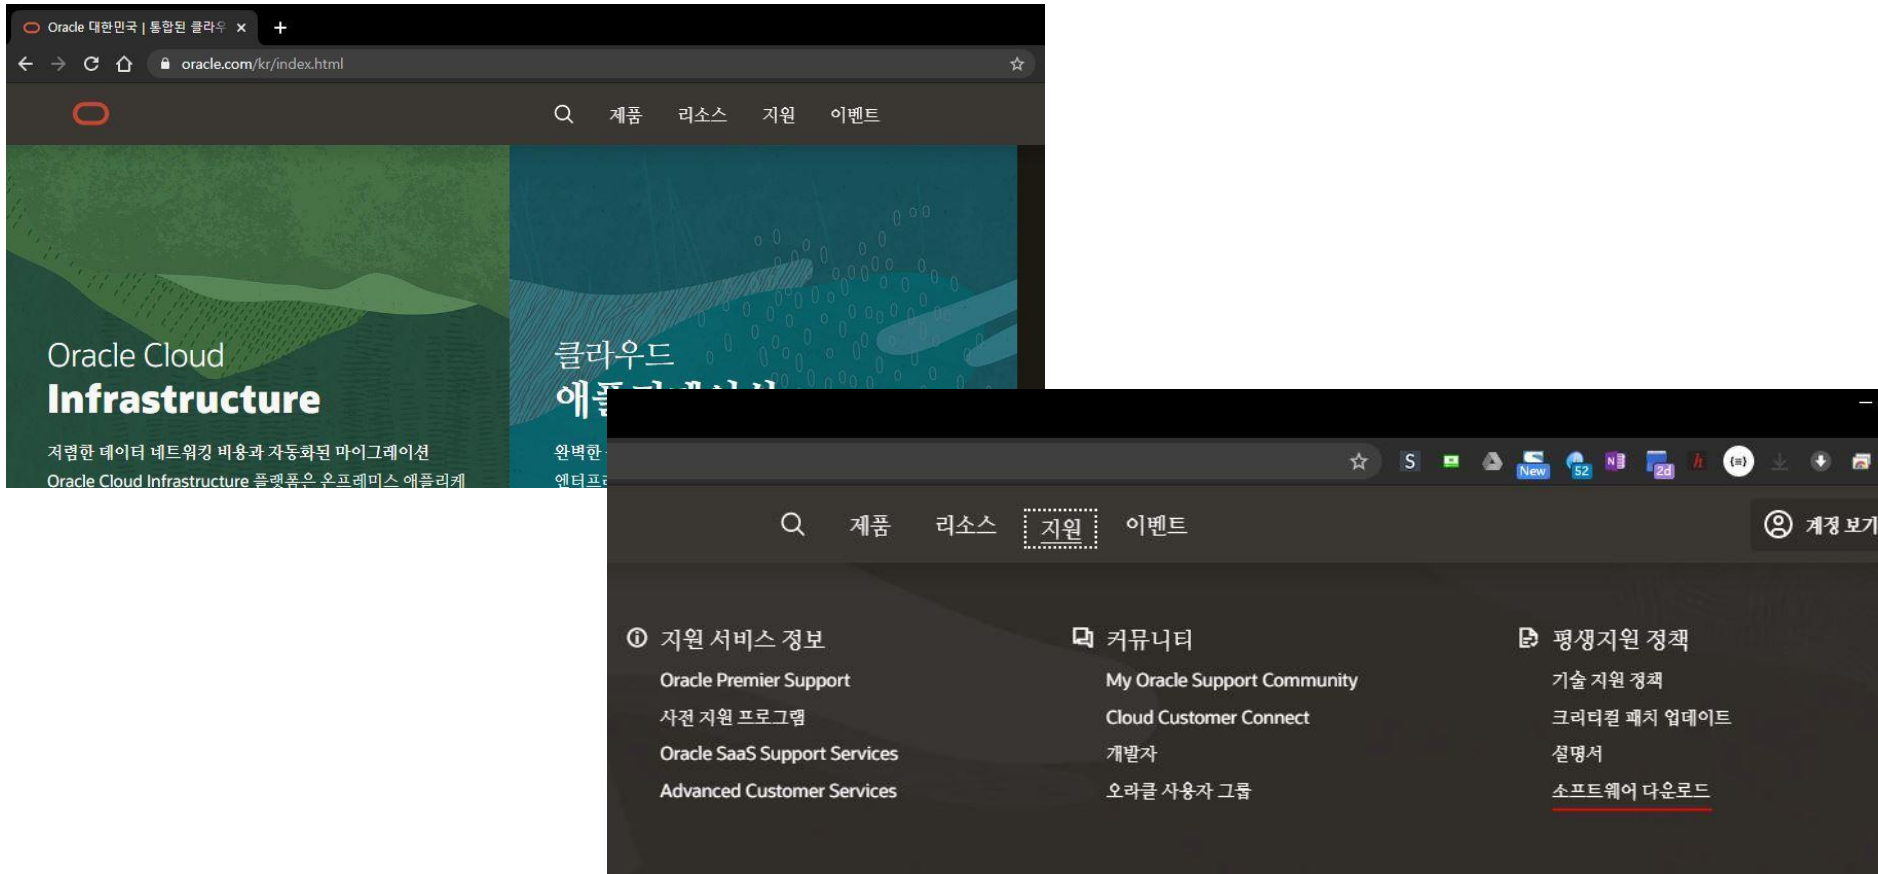 Oracle 대한민국 | 통합된 클라우
oracle.com/kr/index.html
제품 리소스 지원 이벤트
Oracle Cloud
Infrastructure
저렴한 데이터 네트워킹 비용과 자동화된 마이그레이션
Oracle Cloud Infrastructure 플랫폼은 온프레미스 애플리케
클라우드
완벽한
엔터프
S New 52 N 2d h
제품 리소스 지원 이벤트 계정 보기
지원 서비스 정보
Oracle Premier Support
사전 지원 프로그램
Oracle SaaS Support Services
Advanced Customer Services
커뮤니티
My Oracle Support Community
Cloud Customer Connect
개발자
오라클 사용자 그룹
평생지원 정책
기술 지원 정책
크리티컬 패치 업데이트
설명서
소프트웨어 다운로드